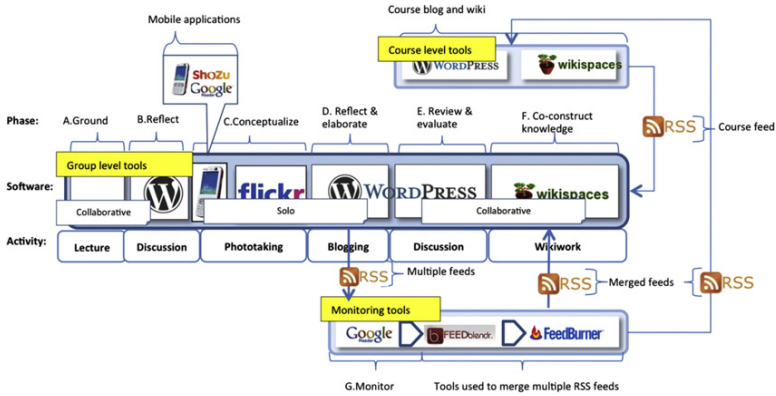 Mobile applications
Course blog and wiki
Course level tools
WORDPRESS
wikispaces
ShoZu
Google
Reader
Phase:
A.Ground
B.Reflect
C.Conceptualize
D. Reflect &
elaborate
E. Review &
evaluate
F. Co-construct
knowledge
RSS
Course feed
Group level tools
Software:
flickr
WORDPRESS
wikispaces
Collaborative
Solo
Collaborative
Activity:
Lecture
Discussion
Phototaking
Blogging
Discussion
Wikiwork
RSS
Multiple feeds
RSS
Merged feeds
RSS
Monitoring tools
Google
Reader
FEEDblendr.
FeedBurner
G.Monitor
Tools used to merge multiple RSS feeds